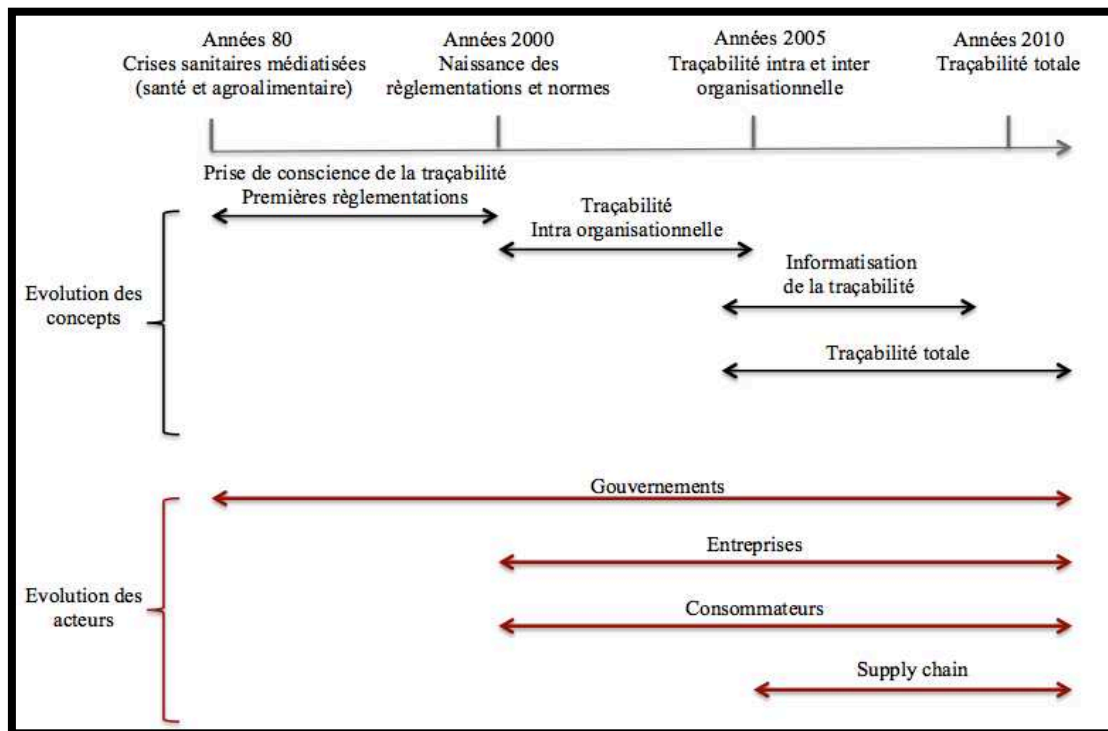 Années 80
Crises sanitaires médiatisées
(santé et agroalimentaire)
Années 2000
Naissance des
règlementations et normes
Années 2005
Traçabilité intra et inter
organisationnelle
Années 2010
Traçabilité totale
Prise de conscience de la traçabilité
Premières règlementations
Traçabilité
Intra organisationnelle
Informatisation
de la traçabilité
Traçabilité totale
Evolution des
concepts
Gouvernements
Entreprises
Consommateurs
Supply chain
Evolution des
acteurs